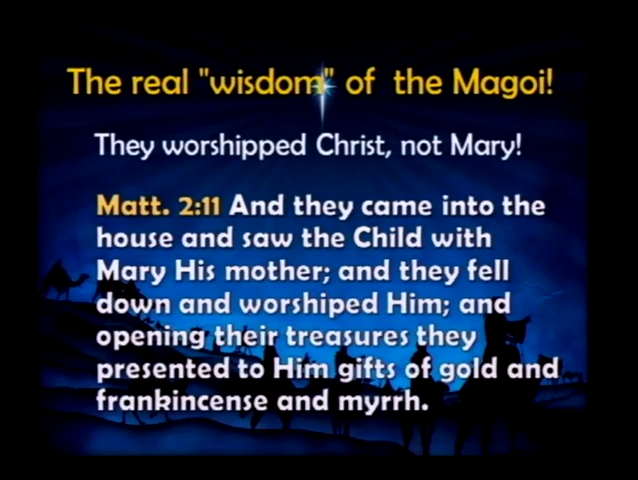 The real "wisdom" of the Magoi!
They worshipped Christ, not Mary!
Matt. 2:11 And they came into the
house and saw the Child with
Mary His mother; and they fell
down and worshiped Him; and
opening their treasures they
presented to Him gifts of gold and
frankincense and myrrh.